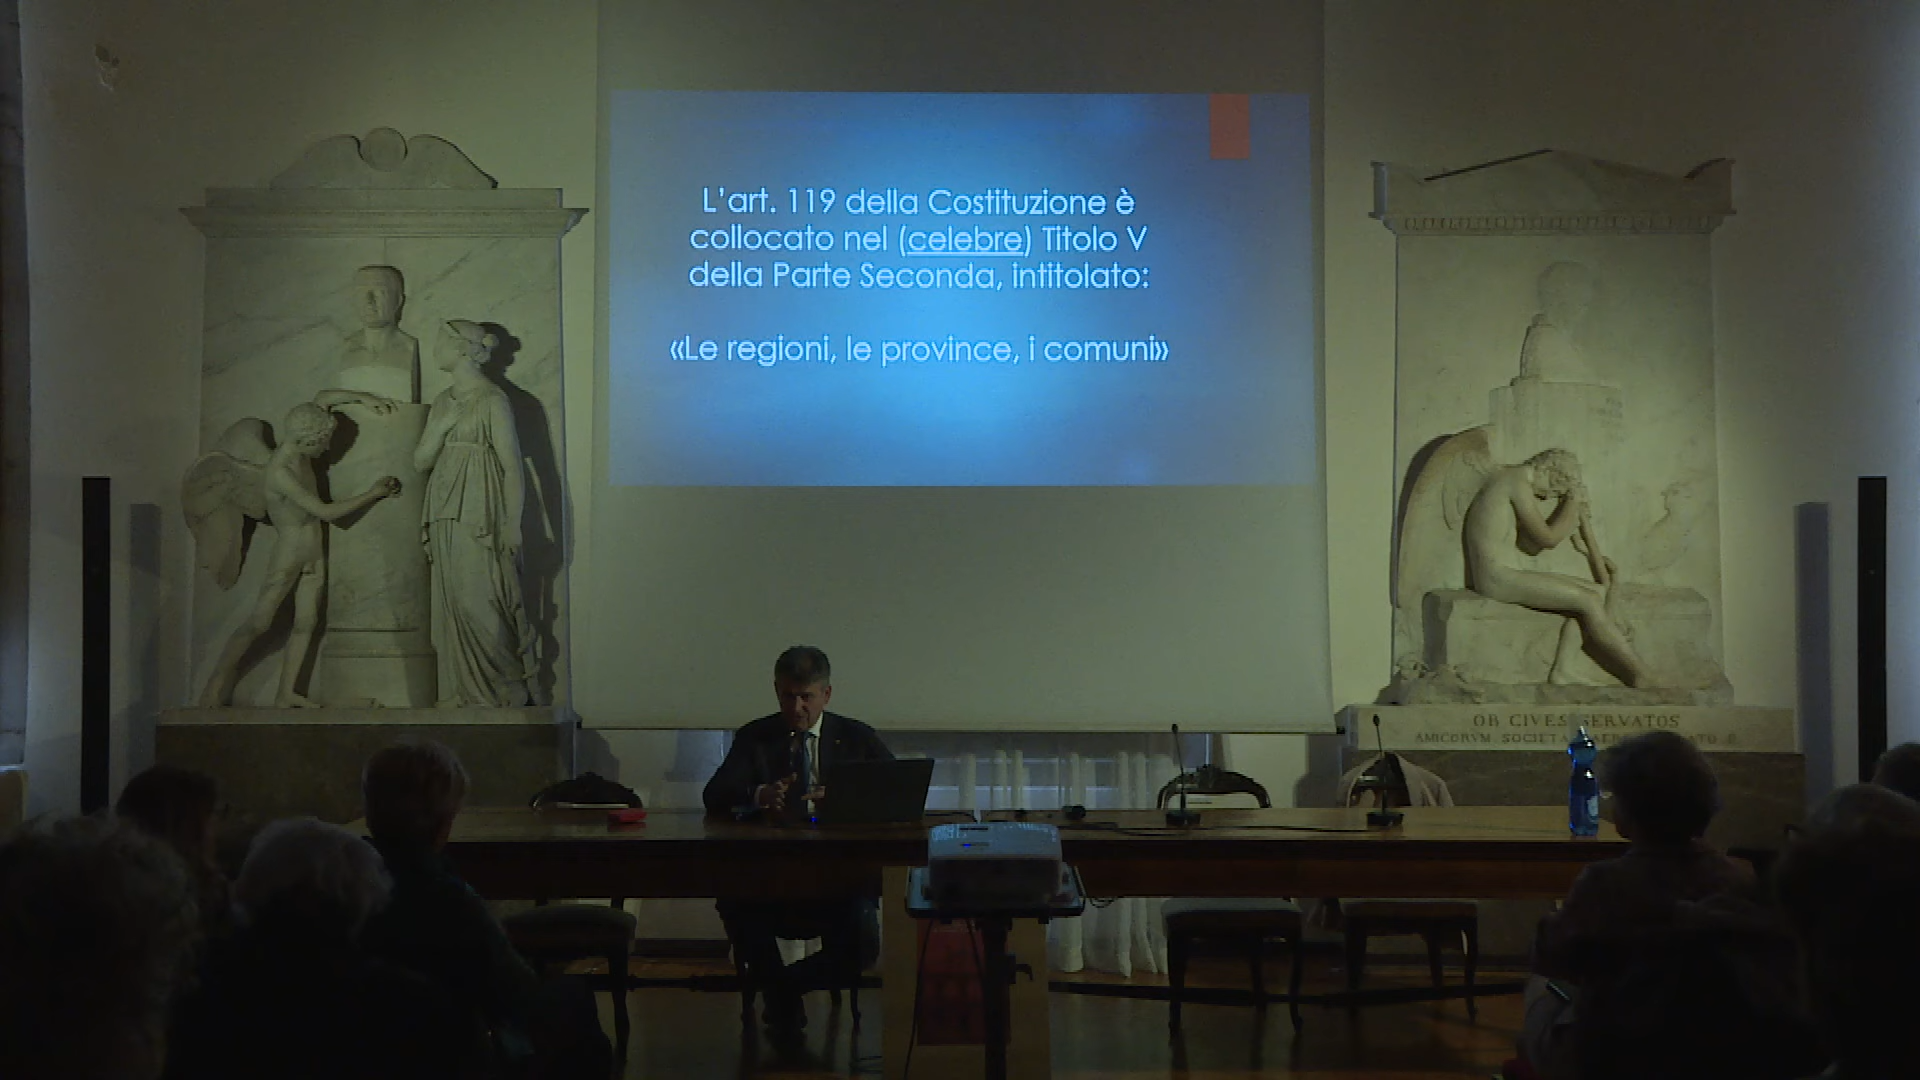 L'art. 119 della Costituzione è
collocato nel (celebre) Titolo V
della Parte Seconda, intitolato:
«Le regioni, le province, i comuni»
OB CIVES SERVATOS
AMICORVM SOCIETA